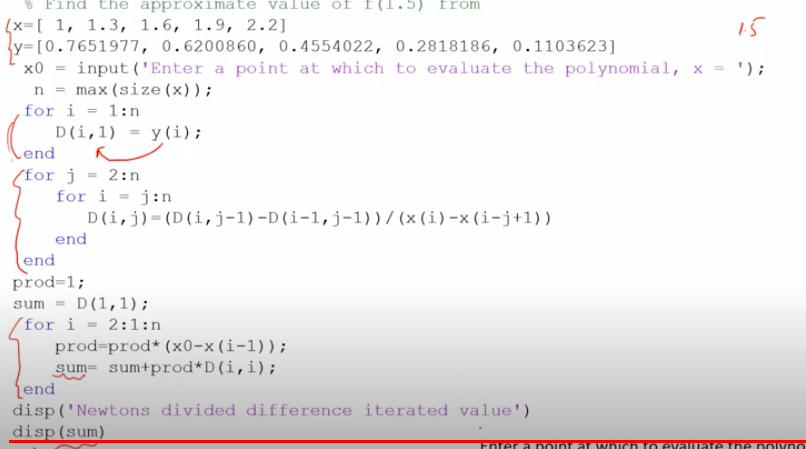 % Find the approximate value of f(1.5) from
x=[ 1, 1.3, 1.6, 1.9, 2.2]
1.5
y=[0.7651977, 0.6200860, 0.4554022, 0.2818186, 0.1103623]
x0 = input('Enter a point at which to evaluate the polynomial, x = ');
n = max(size(x));
for i = 1:n
D(i,1) = y(i);
end
for j = 2:n
for i = j:n
D(i,j)=(D(i,j-1)-D(i-1,j-1))/(x(i)-x(i-j+1))
end
end
prod=1;
sum = D(1,1);
for i = 2:1:n
prod=prod*(x0-x(i-1));
sum= sum+prod*D(i,i);
end
disp('Newtons divided difference iterated value')
disp(sum)
Enter a point at which to evaluate the polyno